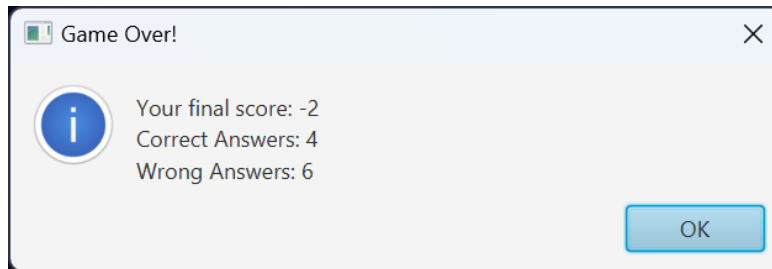 Game Over!
Your final score: -2
Correct Answers: 4
Wrong Answers: 6
OK